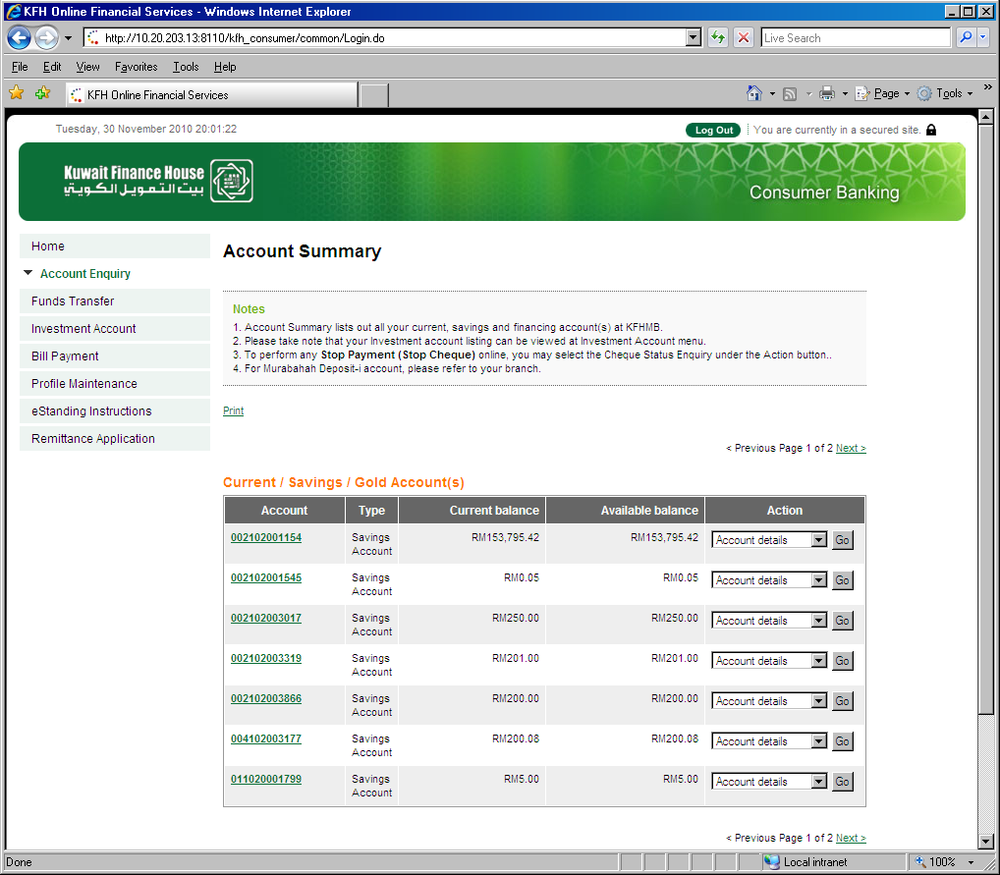 KFH Online Financial Services - Windows Internet Explorer
http://10.20.203.13:8110/kfh_consumer/common/Login.do
Live Search
File Edit View Favorites Tools Help
KFH Online Financial Services
Page Tools »
Tuesday, 30 November 2010 20:01:22
Log Out You are currently in a secured site.
Kuwait Finance House
بيت التمويل الكويتي
Consumer Banking
Home
Account Enquiry
Funds Transfer
Investment Account
Bill Payment
Profile Maintenance
eStanding Instructions
Remittance Application
Account Summary
Notes
1. Account Summary lists out all your current, savings and financing account(s) at KFHMB.
2. Please take note that your Investment account listing can be viewed at Investment Account menu.
3. To perform any Stop Payment (Stop Cheque) online, you may select the Cheque Status Enquiry under the Action button..
4. For Murabahah Deposit-i account, please refer to your branch.
Print
< Previous Page 1 of 2 Next >
Current / Savings / Gold Account(s)
Account Type Current balance Available balance Action
002102001154 Savings Account RM153,795.42 RM153,795.42 Account details Go
002102001545 Savings Account RM0.05 RM0.05 Account details Go
002102003017 Savings Account RM250.00 RM250.00 Account details Go
002102003319 Savings Account RM201.00 RM201.00 Account details Go
002102003866 Savings Account RM200.00 RM200.00 Account details Go
004102003177 Savings Account RM200.08 RM200.08 Account details Go
011020001799 Savings Account RM5.00 RM5.00 Account details Go
< Previous Page 1 of 2 Next >
Done Local intranet 100%